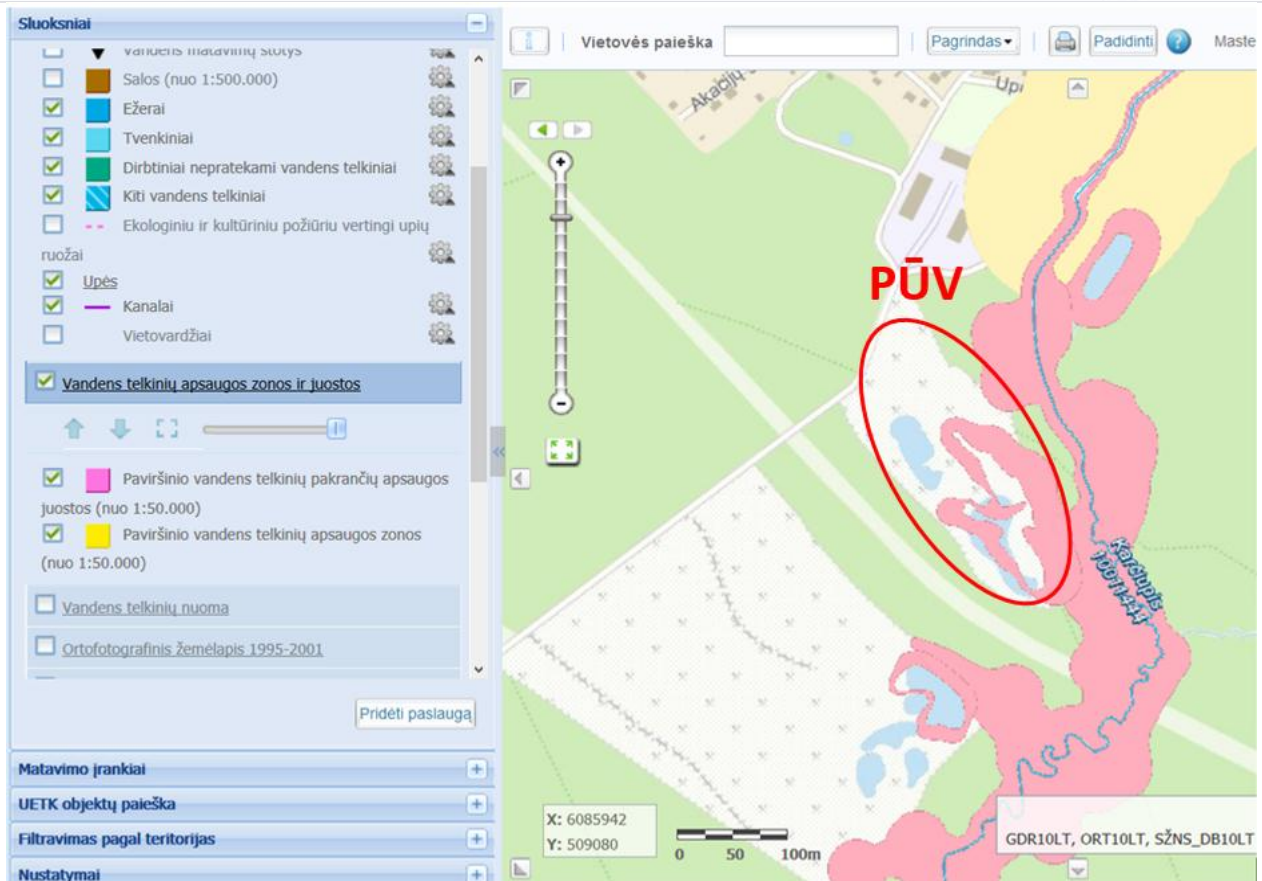 Sluoksniai
Vandens matavimų stotys
Salos (nuo 1:500.000)
Ežerai
Tvenkiniai
Dirbtiniai nepratekami vandens telkiniai
Kiti vandens telkiniai
Ekologiniu ir kultūriniu požiūriu vertingi upių
ruožai
Upės
Kanalai
Vietovardžiai
Vandens telkinių apsaugos zonos ir juostos
Paviršinio vandens telkinių pakrančių apsaugos
juostos (nuo 1:50.000)
Paviršinio vandens telkinių apsaugos zonos
(nuo 1:50.000)
Vandens telkinių nuoma
Ortofotografinis žemėlapis 1995-2001
Pridėti paslaugą
Matavimo įrankiai
UETK objektų paieška
Filtravimas pagal teritorijas
Nustatymai
Vietovės paieška
Pagrindas
Padidinti
Maste
Akacijų
Upi
PŪV
Karčiupis
10011444
X: 6085942
Y: 509080
0 50 100m
GDR10LT, ORT10LT, SŽNS_DB10LT